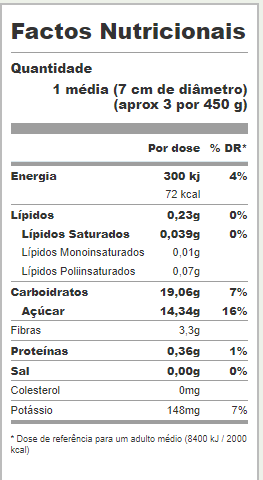 Factos Nutricionais
Quantidade
1 média (7 cm de diâmetro)
(aprox 3 por 450 g)
Por dose % DR*
Energia 300 kj 4%
72 kcal
Lípidos 0,23g 0%
Lípidos Saturados 0,039g 0%
Lípidos Monoinsaturados 0,01g
Lípidos Poliinsaturados 0,07g
Carboidratos 19,06g 7%
Açúcar 14,34g 16%
Fibras 3,3g
Proteínas 0,36g 1%
Sal 0,00g 0%
Colesterol 0mg
Potássio 148mg 7%
* Dose de referência para um adulto médio (8400 kJ / 2000
kcal)